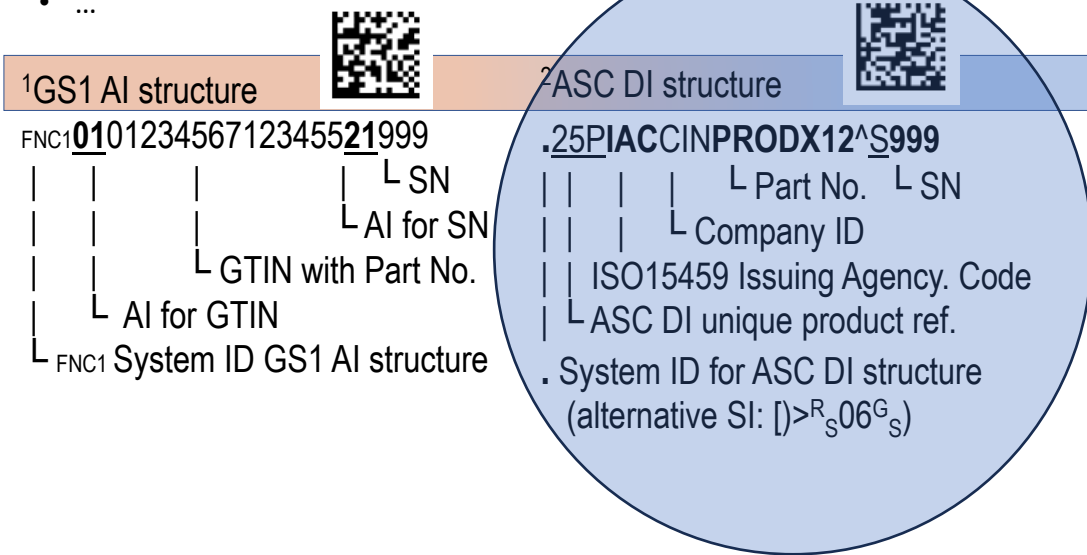 • ...
¹GS1 AI structure
FNC1010123456712345521999
| | | | └ SN
| | | └ AI for SN
| | └ GTIN with Part No.
| └ AI for GTIN
└ FNC1 System ID GS1 AI structure
²ASC DI structure
.25PIACCINPRODX12^S999
| | | | └ Part No. └ SN
| | | └ Company ID
| | ISO15459 Issuing Agency. Code
| └ ASC DI unique product ref.
. System ID for ASC DI structure
(alternative SI: [)>ᴿS06ᴳS)